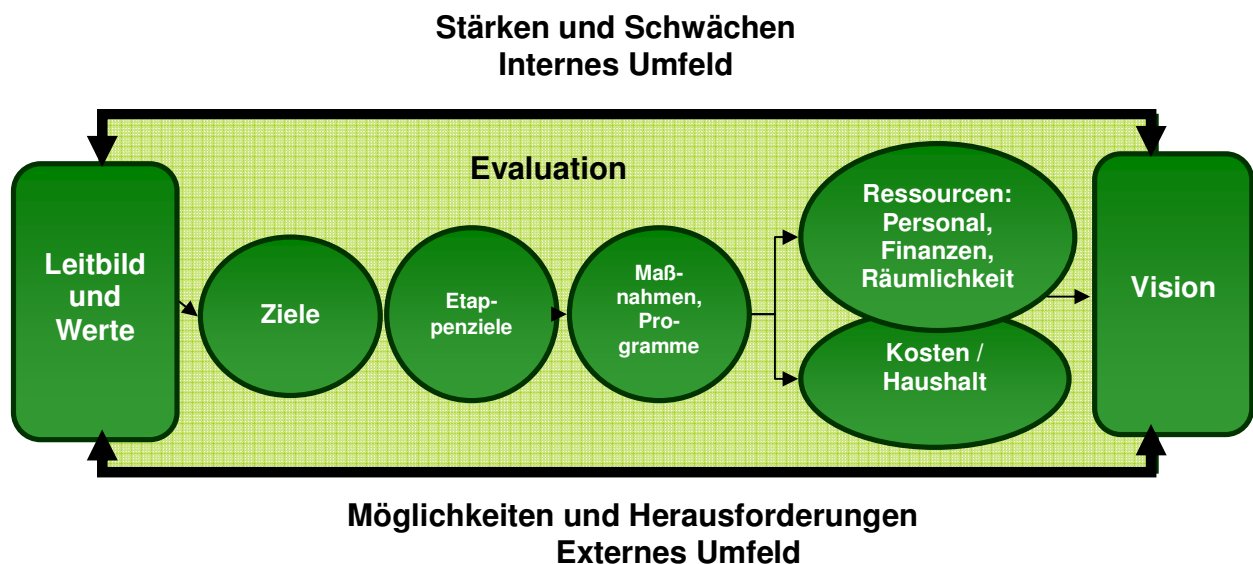 Stärken und Schwächen
Internes Umfeld
Evaluation
Leitbild
und
Werte
Ziele
Etap-
penziele
Maß-
nahmen,
Pro-
gramme
Ressourcen:
Personal,
Finanzen,
Räumlichkeit
Kosten /
Haushalt
Vision
Möglichkeiten und Herausforderungen
Externes Umfeld